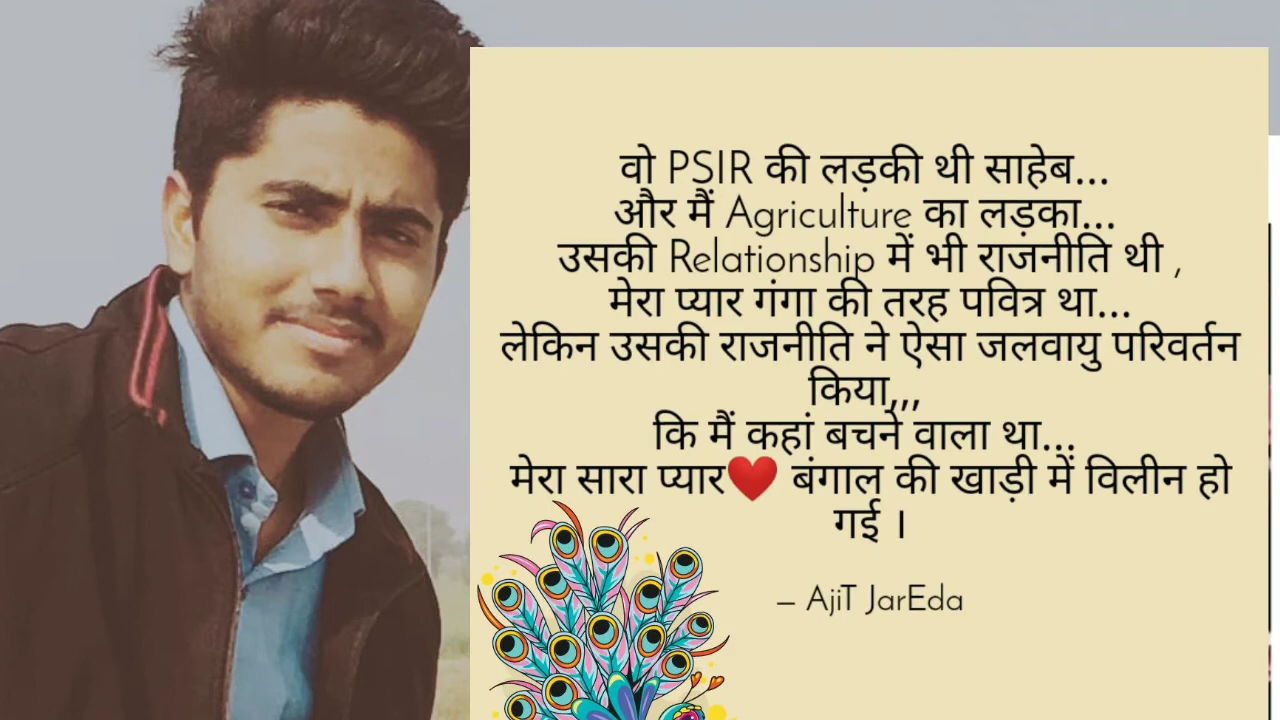 वो PSIR की लड़की थी साहेब...
और मैं Agriculture का लड़का...
उसकी Relationship में भी राजनीति थी ,
मेरा प्यार गंगा की तरह पवित्र था...
लेकिन उसकी राजनीति ने ऐसा जलवायु परिवर्तन
किया,,,
कि मैं कहां बचने वाला था...
मेरा सारा प्यार❤️ बंगाल की खाड़ी में विलीन हो
गई ।
– AjiT JarEda